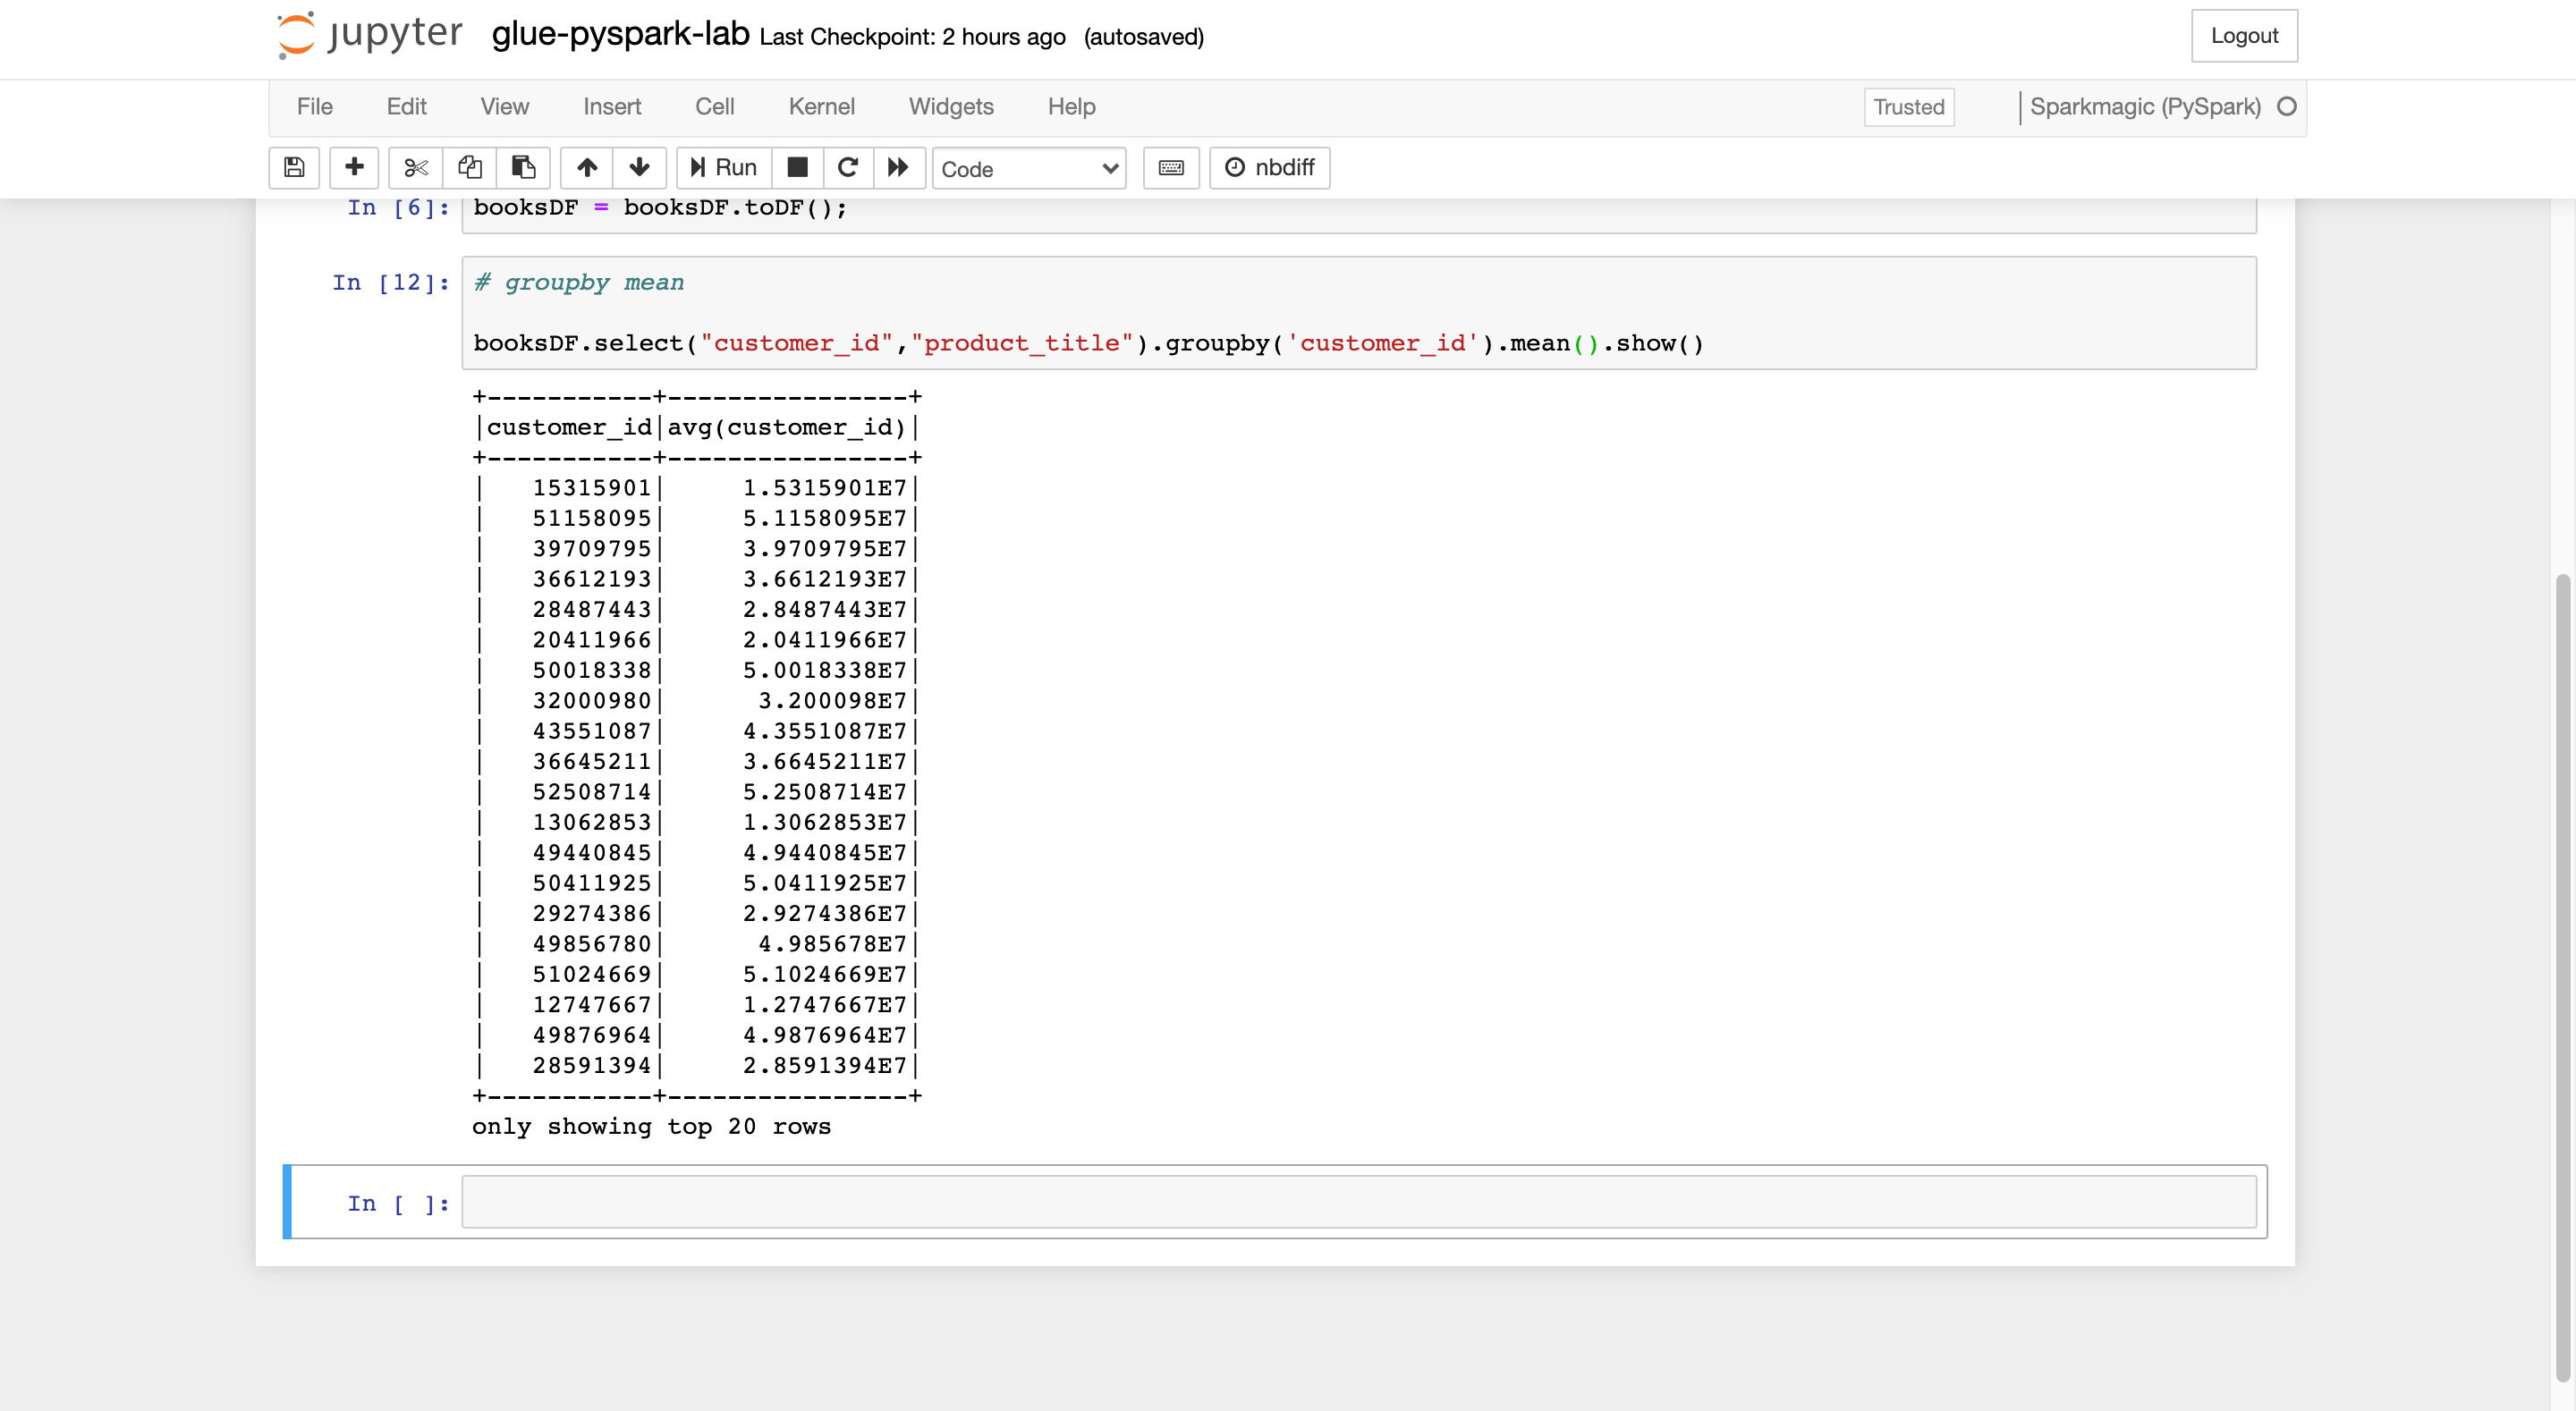 jupyter glue-pyspark-lab Last Checkpoint: 2 hours ago (autosaved) Logout
File Edit View Insert Cell Kernel Widgets Help Trusted Sparkmagic (PySpark)
Run Code nbdiff
In [6]: booksDF = booksDF.toDF();
In [12]: # groupby mean
booksDF.select("customer_id","product_title").groupby('customer_id').mean().show()
+-----------+----------------+
|customer_id|avg(customer_id)|
+-----------+----------------+
|   15315901|     1.5315901E7|
|   51158095|     5.1158095E7|
|   39709795|     3.9709795E7|
|   36612193|     3.6612193E7|
|   28487443|     2.8487443E7|
|   20411966|     2.0411966E7|
|   50018338|     5.0018338E7|
|   32000980|      3.200098E7|
|   43551087|     4.3551087E7|
|   36645211|     3.6645211E7|
|   52508714|     5.2508714E7|
|   13062853|     1.3062853E7|
|   49440845|     4.9440845E7|
|   50411925|     5.0411925E7|
|   29274386|     2.9274386E7|
|   49856780|      4.985678E7|
|   51024669|     5.1024669E7|
|   12747667|     1.2747667E7|
|   49876964|     4.9876964E7|
|   28591394|     2.8591394E7|
+-----------+----------------+
only showing top 20 rows
In [ ]: